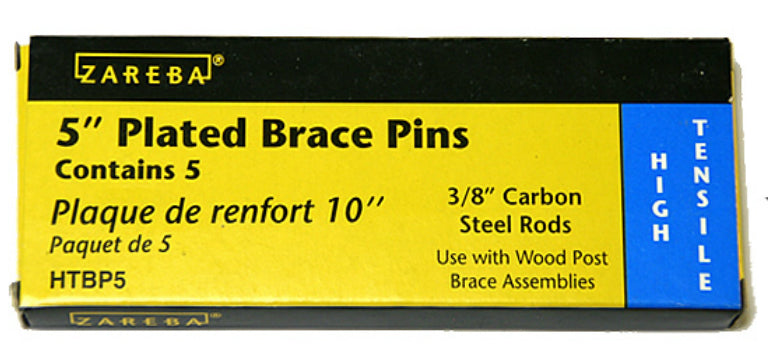 ZAREBA®
5" Plated Brace Pins
Contains 5
Plaque de renfort 10"
Paquet de 5
HTBP5
3/8" Carbon
Steel Rods
Use with Wood Post
Brace Assemblies
HIGH
TENSILE
ZAREBA®